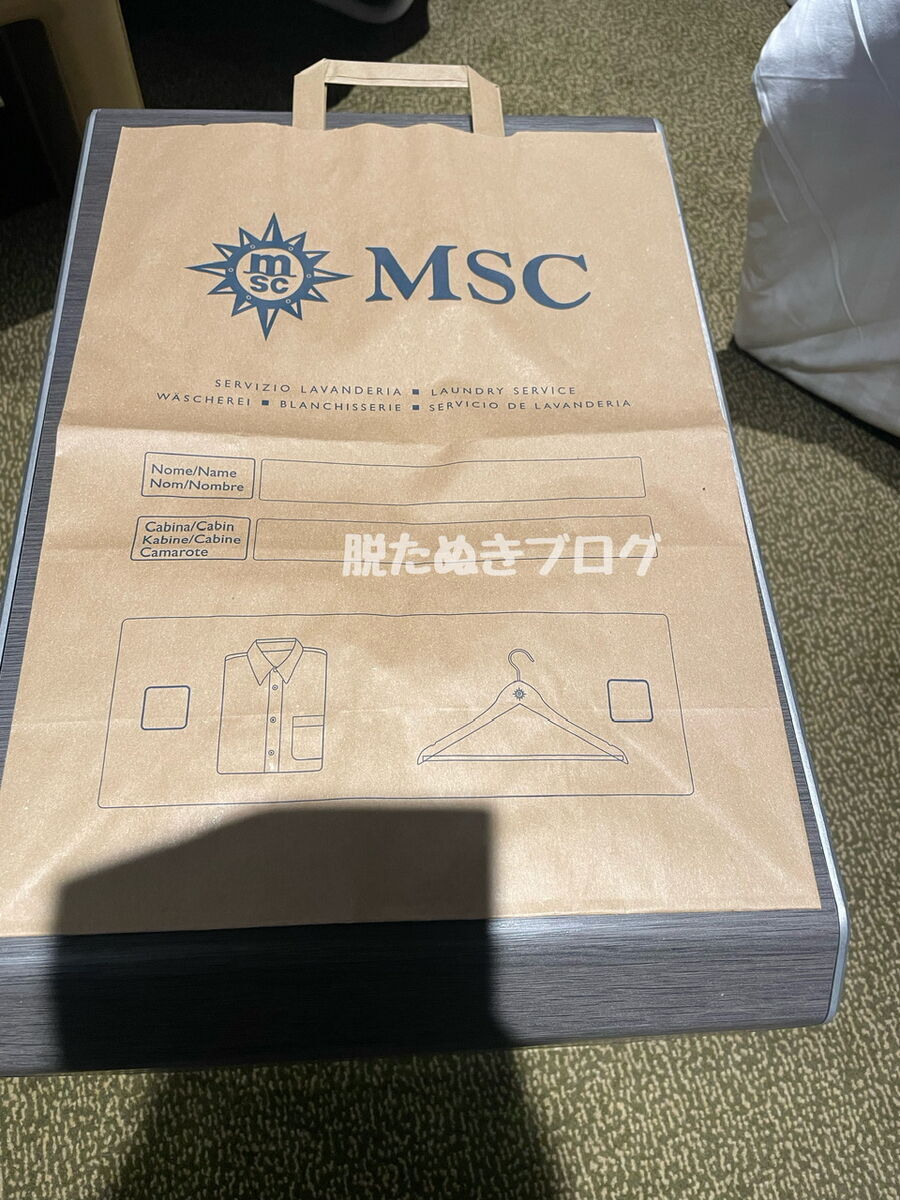 m
sc
MSC
SERVIZIO LAVANDERIA ■ LAUNDRY SERVICE
WÄSCHEREI ■ BLANCHISSERIE ■ SERVICIO DE LAVANDERIA
Nome/Name
Nom/Nombre
Cabina/Cabin
Kabine/Cabine
Camarote
脱たぬきブログ